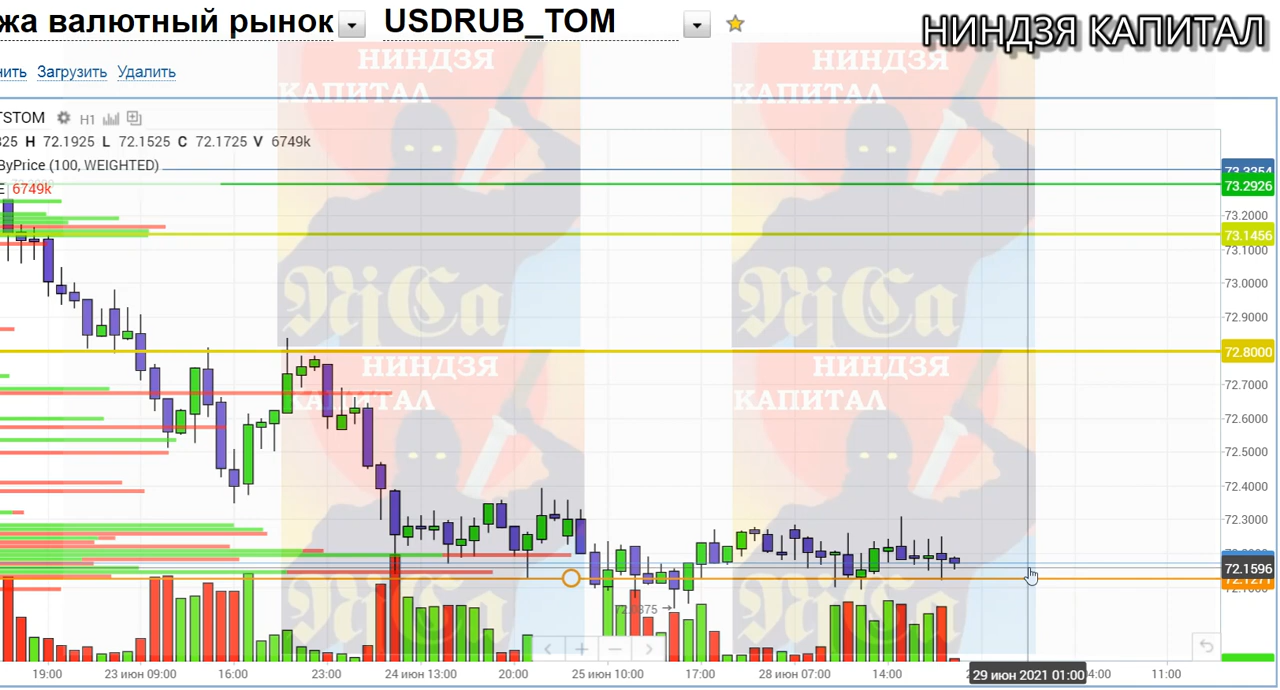 жа валютный рынок USDRUB_TOM
НИНДЗЯ КАПИТАЛ
нить Загрузить Удалить
TSTOM H1
325 H 72.1925 L 72.1525 C 72.1725 V 6749k
ByPrice (100, WEIGHTED)
E 6749k
НИНДЗЯ
КАПИТАЛ
NiCa
НИНДЗЯ
КАПИТАЛ
NiCa
НИНДЗЯ
КАПИТАЛ
NiCa
НИНДЗЯ
КАПИТАЛ
NiCa
73.3354
73.2926
73.2000
73.1456
73.1000
73.0000
72.9000
72.8000
72.7000
72.6000
72.5000
72.4000
72.3000
72.1596
72.1271
19:00 23 июн 09:00 16:00 23:00 24 июн 13:00 20:00 25 июн 10:00 17:00 28 июн 07:00 14:00 29 июн 2021 01:00 11:00